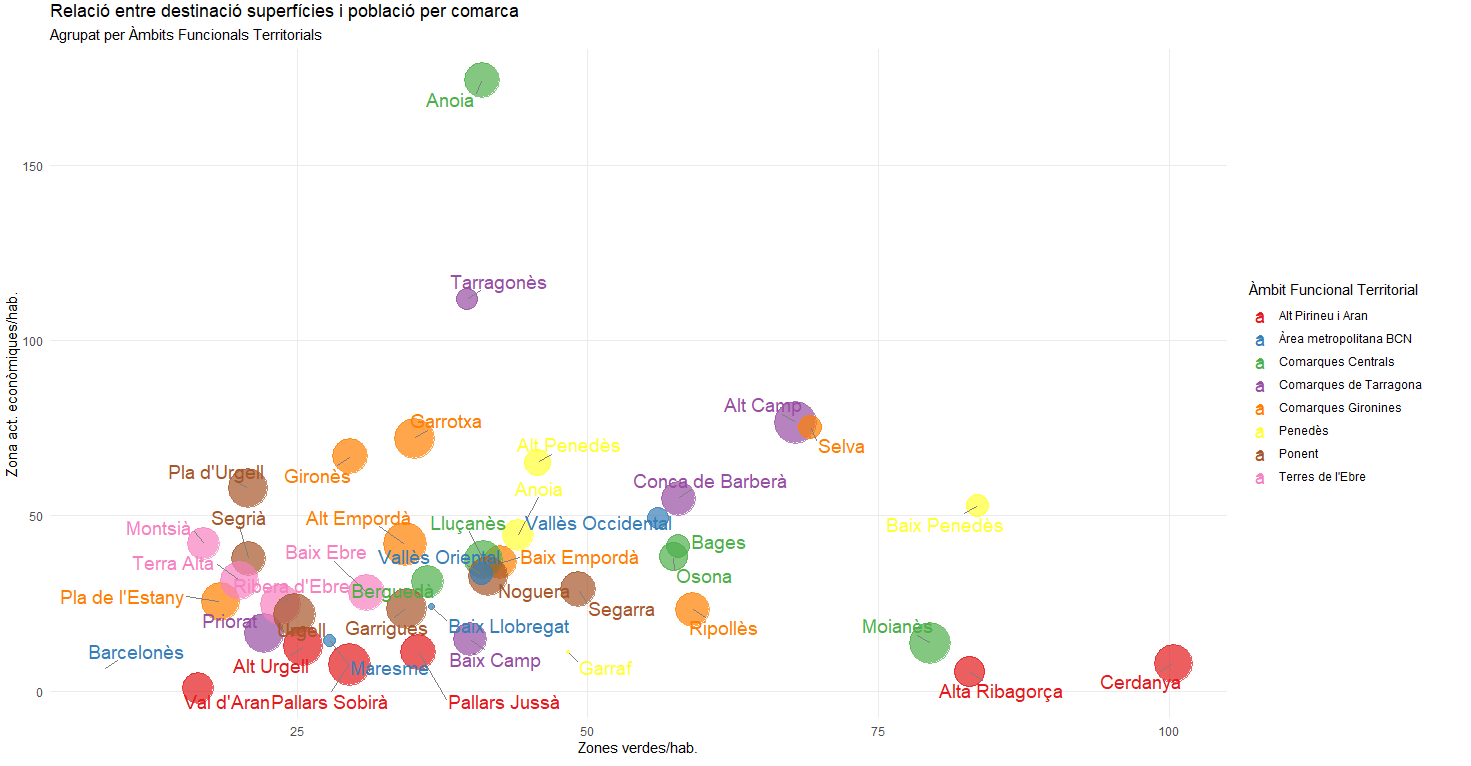 Relació entre destinació superfícies i població per comarca
Agrupat per Àmbits Funcionals Territorials
Zona act. econòmiques/hab.
150
100
50
0
Anoia
Tarragonès
Alt Camp
Selva
Garrotxa
Gironès
Alt Penedès
Anoia
Pla d'Urgell
Conca de Barberà
Baix Penedès
Segrià
Montsià
Alt Empordà
Lluçanès
Vallès Occidental
Bages
Osona
Baix Ebre
Vallès Oriental
Baix Empordà
Terra Alta
Ribera d'Ebre
Berguedà
Noguera
Segarra
Pla de l'Estany
Priorat
Urgell
Garrigues
Baix Llobregat
Ripollès
Moianès
Barcelonès
Alt Urgell
Maresme
Baix Camp
Garraf
Cerdanya
Alta Ribagorça
Val d'Aran
Pallars Sobirà
Pallars Jussà
25
50
75
100
Zones verdes/hab.
Àmbit Funcional Territorial
a Alt Pirineu i Aran
a Àrea metropolitana BCN
a Comarques Centrals
a Comarques de Tarragona
a Comarques Gironines
a Penedès
a Ponent
a Terres de l'Ebre